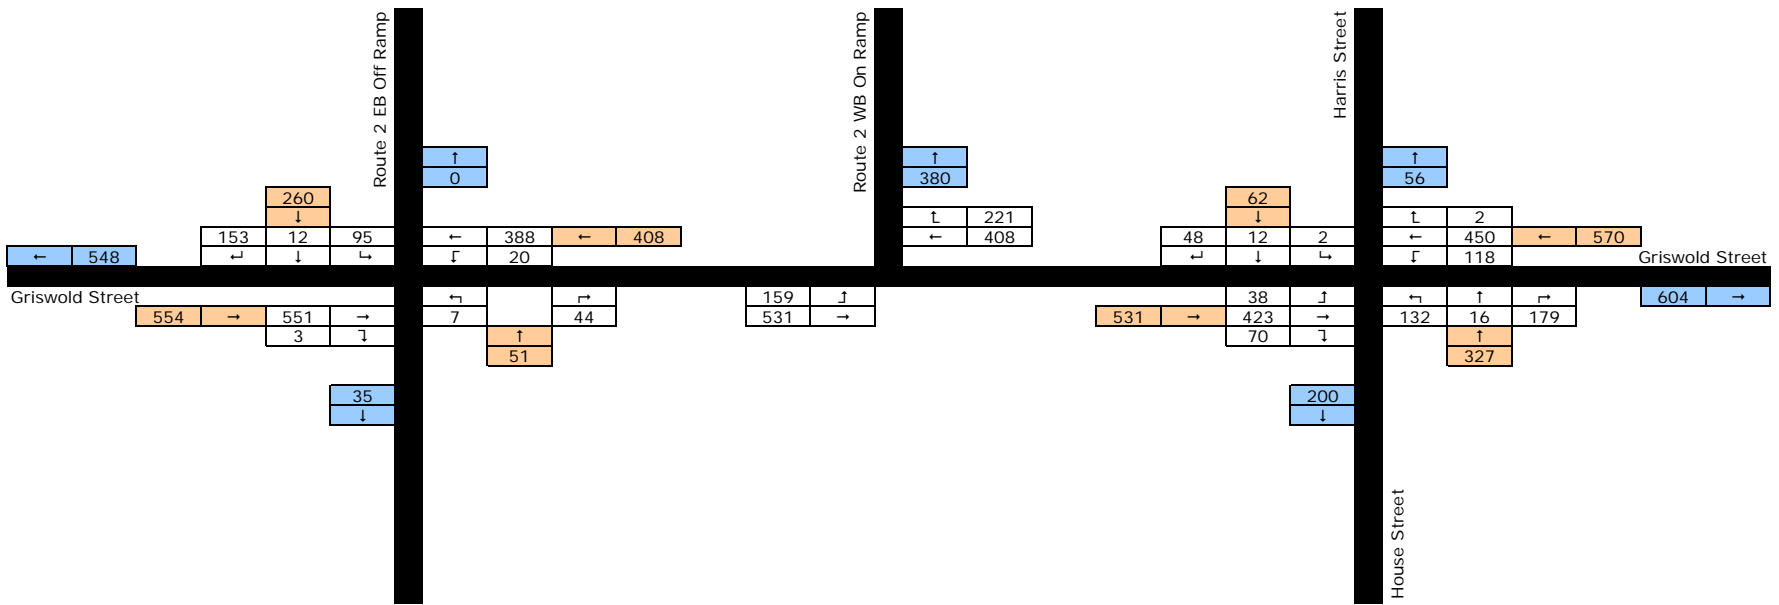 Route 2 EB Off Ramp
Route 2 WB On Ramp
Harris Street
↑ ↑ ↑
0 380 56
260 62
↓ ↱ 221 ↓ ↱ 2
153 12 95 ← 388 ← 408 ← 408 48 12 2 ← 450 ← 570
← 548 ↵ ↓ ↳ ↰ 20 ↵ ↓ ↳ ↰ 118 Griswold Street
Griswold Street ↰ ↱ 159 ↑ 38 ↑ ↰ ↑ ↱ 604 →
554 → 551 → 7 44 531 → 531 → 423 → 132 16 179
3 ↴ ↑ 70 ↴ ↑
51 327
35 200
↓ ↓
House Street